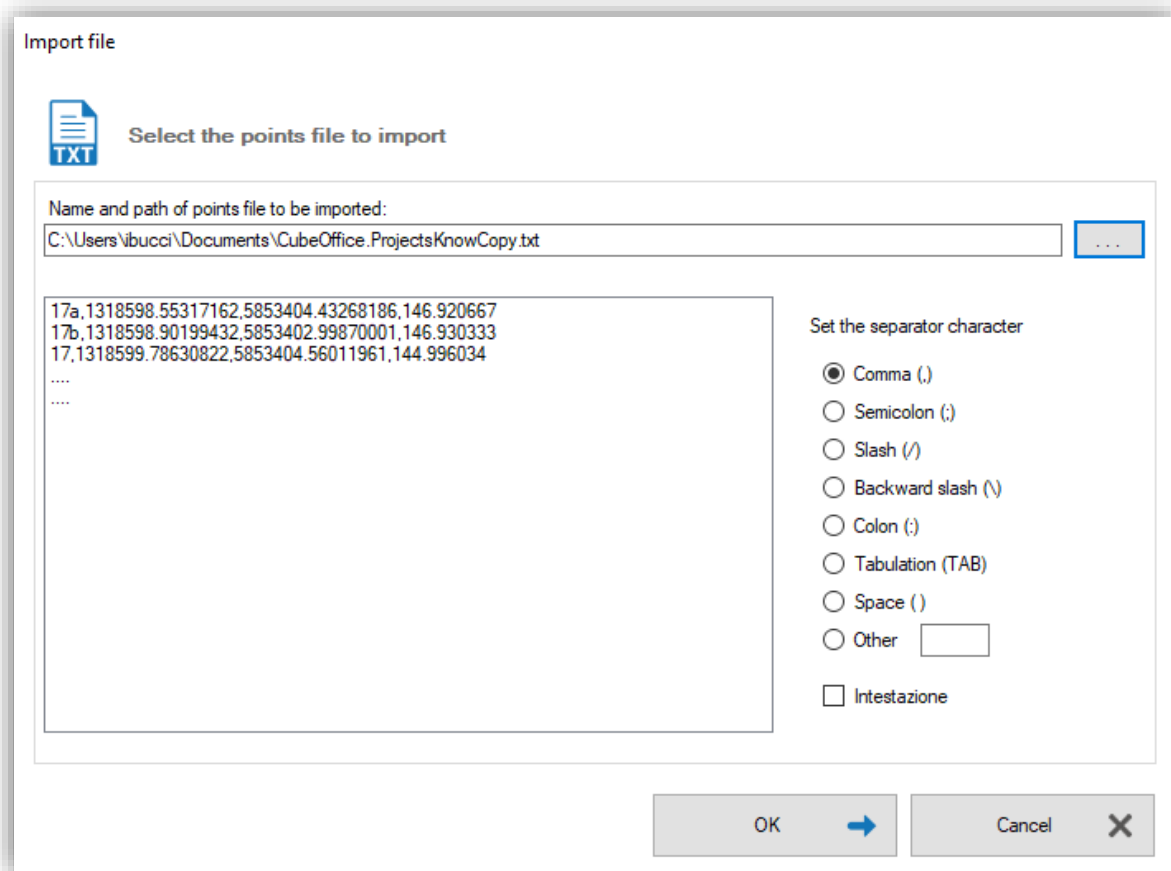 Import file
TXT
Select the points file to import
Name and path of points file to be imported:
C:\Users\ibucci\Documents\CubeOffice.ProjectsKnowCopy.txt
...
17a,1318598.55317162,5853404.43268186,146.920667
17b,1318598.90199432,5853402.99870001,146.930333
17,1318599.78630822,5853404.56011961,144.996034
....
....
Set the separator character
Comma (,)
Semicolon (;)
Slash (/)
Backward slash (\)
Colon (:)
Tabulation (TAB)
Space ( )
Other
Intestazione
OK
Cancel